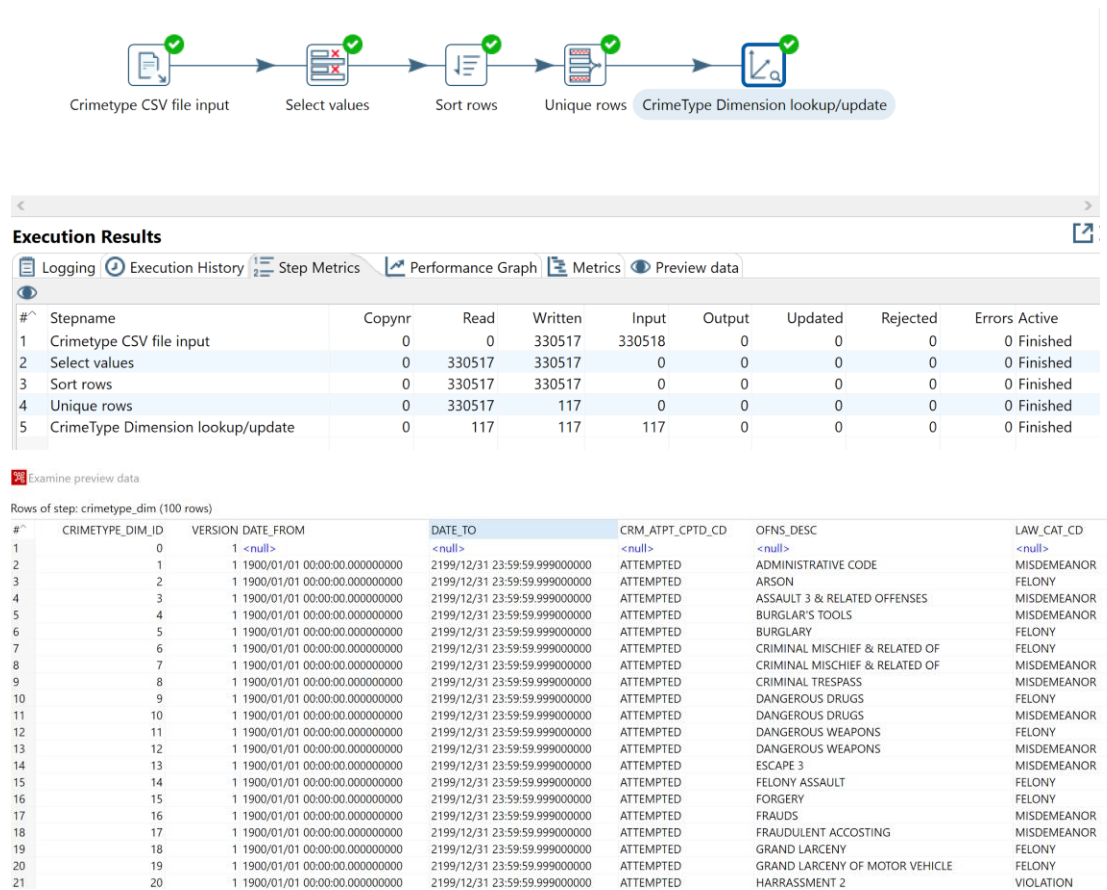 Crimetype CSV file input Select values Sort rows Unique rows CrimeType Dimension lookup/update
Execution Results
Logging Execution History Step Metrics Performance Graph Metrics Preview data
#^ Stepname Copynr Read Written Input Output Updated Rejected Errors Active
1 Crimetype CSV file input 0 0 330517 330518 0 0 0 0 Finished
2 Select values 0 330517 330517 0 0 0 0 0 Finished
3 Sort rows 0 330517 330517 0 0 0 0 0 Finished
4 Unique rows 0 330517 117 0 0 0 0 0 Finished
5 CrimeType Dimension lookup/update 0 117 117 117 0 0 0 0 Finished
Examine preview data
Rows of step: crimetype_dim (100 rows)
#^ CRIMETYPE_DIM_ID VERSION DATE_FROM DATE_TO CRM_ATPT_CPTD_CD OFNS_DESC LAW_CAT_CD
1 0 1 <null> <null> <null> <null> <null>
2 1 1 1900/01/01 00:00:00.000000000 2199/12/31 23:59:59.999000000 ATTEMPTED ADMINISTRATIVE CODE MISDEMEANOR
3 2 1 1900/01/01 00:00:00.000000000 2199/12/31 23:59:59.999000000 ATTEMPTED ARSON FELONY
4 3 1 1900/01/01 00:00:00.000000000 2199/12/31 23:59:59.999000000 ATTEMPTED ASSAULT 3 & RELATED OFFENSES MISDEMEANOR
5 4 1 1900/01/01 00:00:00.000000000 2199/12/31 23:59:59.999000000 ATTEMPTED BURGLAR'S TOOLS MISDEMEANOR
6 5 1 1900/01/01 00:00:00.000000000 2199/12/31 23:59:59.999000000 ATTEMPTED BURGLARY FELONY
7 6 1 1900/01/01 00:00:00.000000000 2199/12/31 23:59:59.999000000 ATTEMPTED CRIMINAL MISCHIEF & RELATED OF FELONY
8 7 1 1900/01/01 00:00:00.000000000 2199/12/31 23:59:59.999000000 ATTEMPTED CRIMINAL MISCHIEF & RELATED OF MISDEMEANOR
9 8 1 1900/01/01 00:00:00.000000000 2199/12/31 23:59:59.999000000 ATTEMPTED CRIMINAL TRESPASS MISDEMEANOR
10 9 1 1900/01/01 00:00:00.000000000 2199/12/31 23:59:59.999000000 ATTEMPTED DANGEROUS DRUGS FELONY
11 10 1 1900/01/01 00:00:00.000000000 2199/12/31 23:59:59.999000000 ATTEMPTED DANGEROUS DRUGS MISDEMEANOR
12 11 1 1900/01/01 00:00:00.000000000 2199/12/31 23:59:59.999000000 ATTEMPTED DANGEROUS WEAPONS FELONY
13 12 1 1900/01/01 00:00:00.000000000 2199/12/31 23:59:59.999000000 ATTEMPTED DANGEROUS WEAPONS MISDEMEANOR
14 13 1 1900/01/01 00:00:00.000000000 2199/12/31 23:59:59.999000000 ATTEMPTED ESCAPE 3 MISDEMEANOR
15 14 1 1900/01/01 00:00:00.000000000 2199/12/31 23:59:59.999000000 ATTEMPTED FELONY ASSAULT FELONY
16 15 1 1900/01/01 00:00:00.000000000 2199/12/31 23:59:59.999000000 ATTEMPTED FORGERY FELONY
17 16 1 1900/01/01 00:00:00.000000000 2199/12/31 23:59:59.999000000 ATTEMPTED FRAUDS MISDEMEANOR
18 17 1 1900/01/01 00:00:00.000000000 2199/12/31 23:59:59.999000000 ATTEMPTED FRAUDULENT ACCOSTING MISDEMEANOR
19 18 1 1900/01/01 00:00:00.000000000 2199/12/31 23:59:59.999000000 ATTEMPTED GRAND LARCENY FELONY
20 19 1 1900/01/01 00:00:00.000000000 2199/12/31 23:59:59.999000000 ATTEMPTED GRAND LARCENY OF MOTOR VEHICLE FELONY
21 20 1 1900/01/01 00:00:00.000000000 2199/12/31 23:59:59.999000000 ATTEMPTED HARRASSMENT 2 VIOLATION